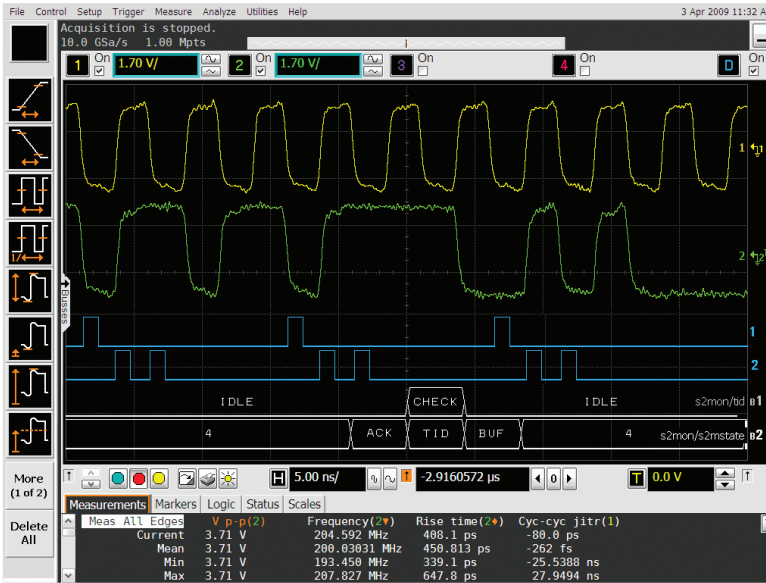 File Control Setup Trigger Measure Analyze Utilities Help 3 Apr 2009 11:32 A
Acquisition is stopped.
10.0 GSa/s 1.00 Mpts
1 On 1.70 V/ 2 On 1.70 V/ 3 On 4 On D On
1 1
2 2
Busses
1
2
IDLE CHECK IDLE s2mon/tid B1
4 ACK TID BUF 4 s2mon/s2mstate B2
H 5.00 ns/ T -2.9160572 µs 0 T 0.0 V
More
(1 of 2)
Delete
All
Measurements Markers Logic Status Scales
Meas All Edges V p-p(2) Frequency(2▼) Rise time(2♦) Cyc-cyc jitr(1)
Current 3.71 V 204.592 MHz 408.1 ps -80.0 ps
Mean 3.71 V 200.03031 MHz 450.813 ps -262 fs
Min 3.71 V 193.450 MHz 339.1 ps -25.5388 ns
Max 3.71 V 207.827 MHz 647.8 ps 27.9494 ns